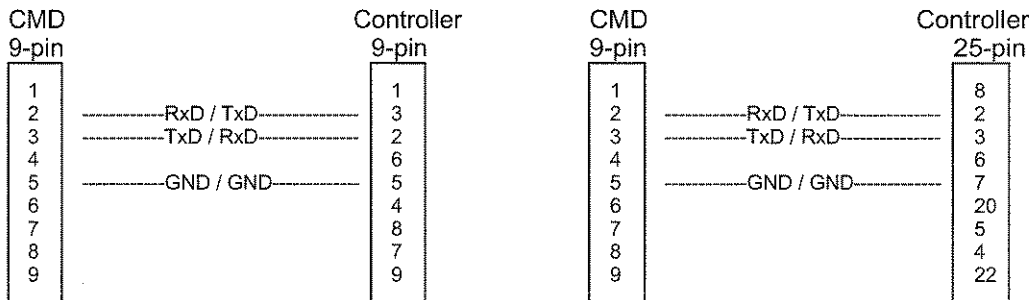 CMD Controller
9-pin 9-pin
1 1
2 RxD / TxD 3
3 TxD / RxD 2
4 6
5 GND / GND 5
6 4
7 8
8 7
9 9
CMD Controller
9-pin 25-pin
1 8
2 RxD / TxD 2
3 TxD / RxD 3
4 6
5 GND / GND 7
6 20
7 5
8 4
9 22